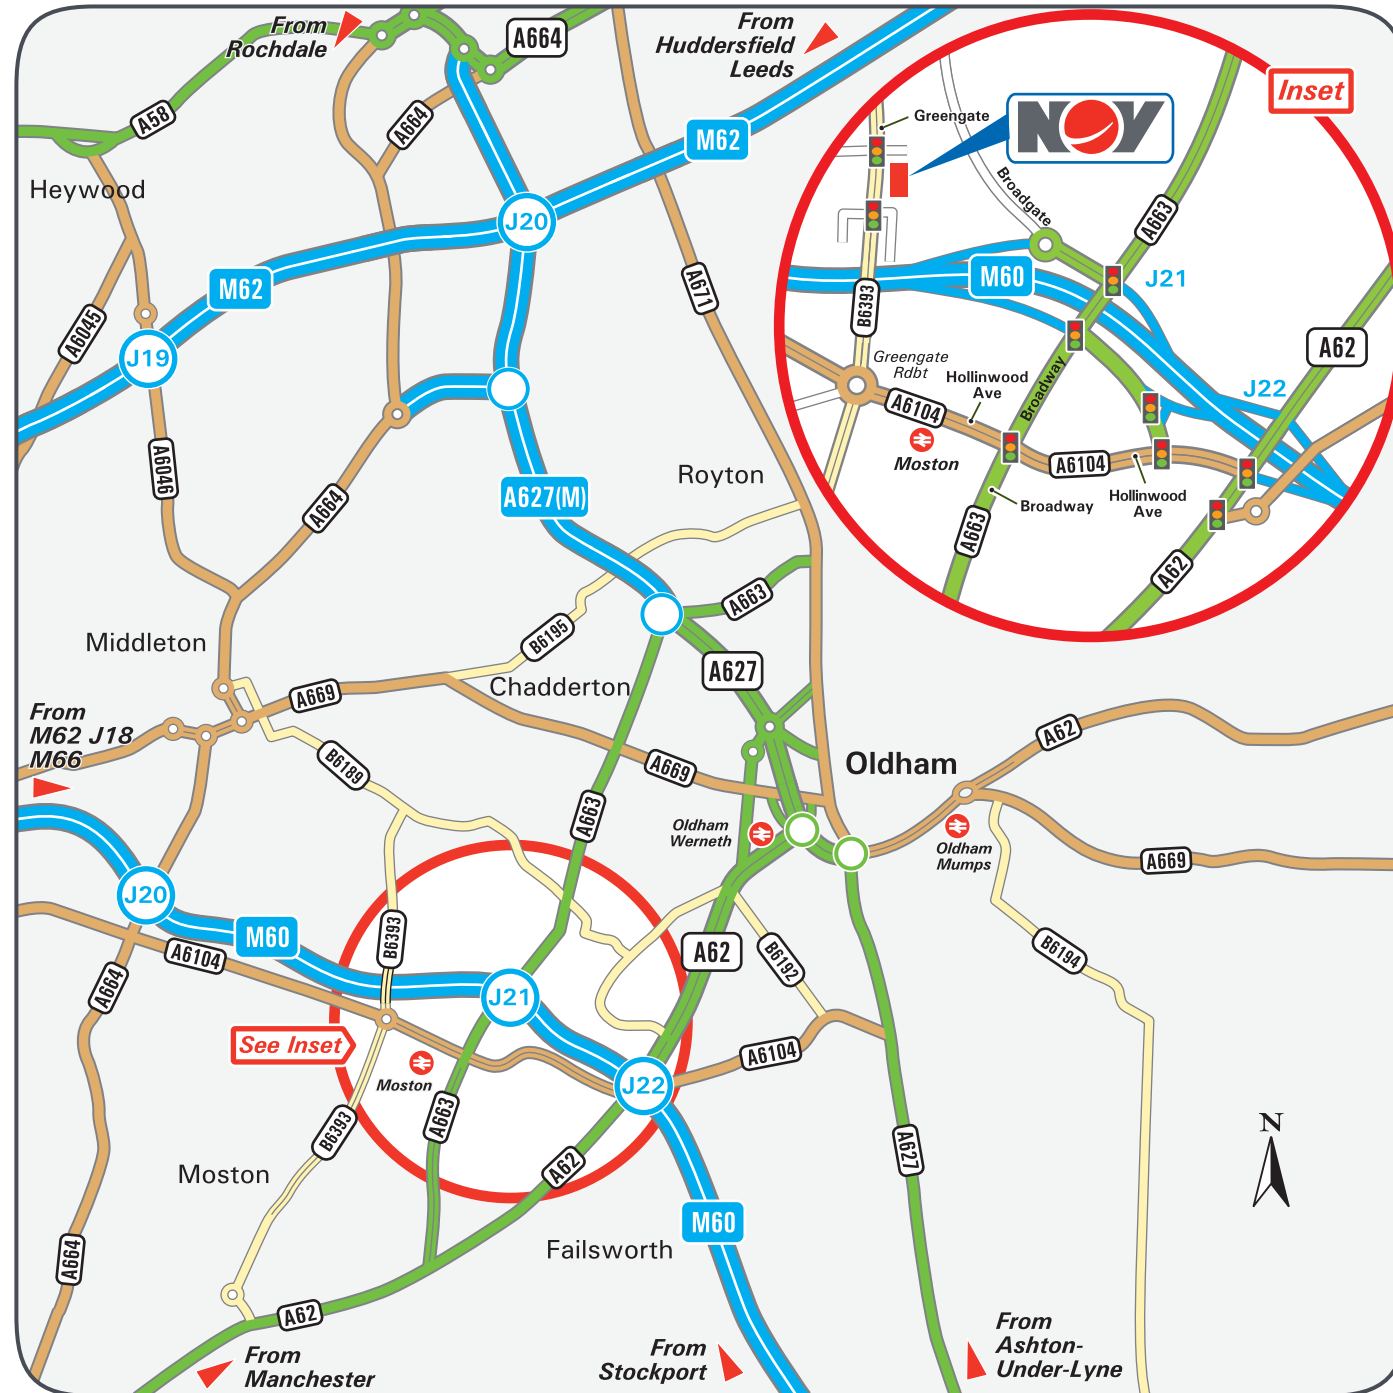 From
Rochdale
A664
From
Huddersfield
Leeds
Inset
A58
A664
M62
Greengate
NOV
Heywood
Broadgate
A663
J20
M62
A671
M60
J21
B6393
A6045
J19
Greengate
Rdbt
A62
Hollinwood
Ave
Broadway
J22
A6104
Moston
A6104
Hollinwood
Ave
Broadway
A663
A62
A6046
A664
Royton
A627(M)
A663
B6195
Middleton
A627
Chadderton
A669
From
M62 J18
M66
B6189
A669
A62
Oldham
A663
Oldham
Werneth
Oldham
Mumps
A669
J20
M60
B6393
A6104
A62
B6192
B6194
A664
J21
See Inset
Moston
A6104
J22
A663
B6393
A62
A627
N
Moston
M60
Failsworth
A664
A62
From
Manchester
From
Stockport
From
Ashton-
Under-Lyne